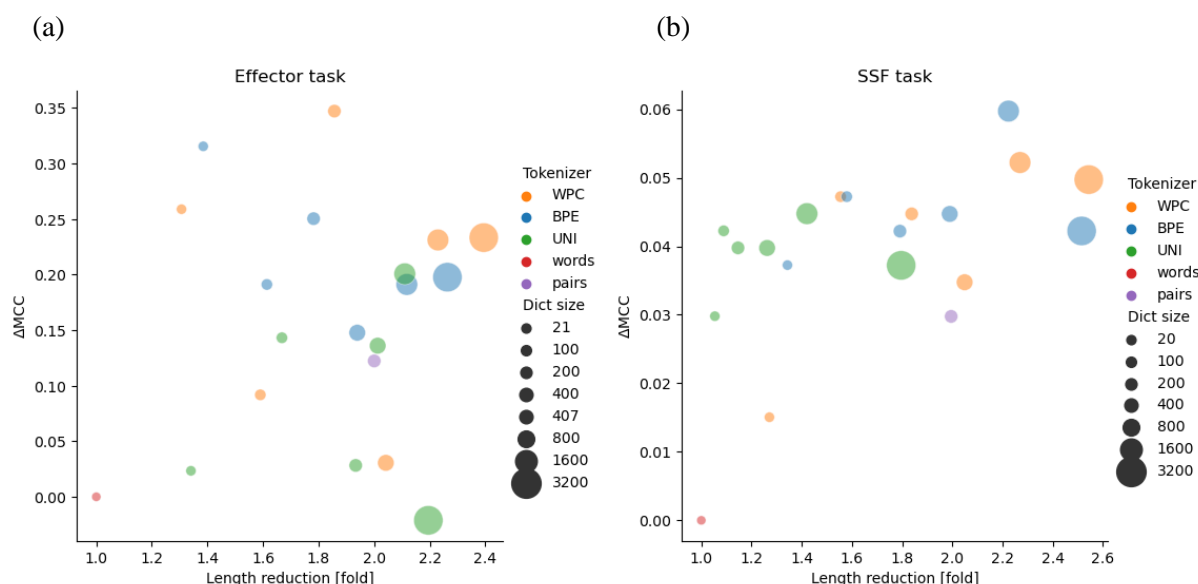 (a)
Effector task
ΔMCC
0.35
0.30
0.25
0.20
0.15
0.10
0.05
0.00
1.0 1.2 1.4 1.6 1.8 2.0 2.2 2.4
Length reduction [fold]
Tokenizer
WPC
BPE
UNI
words
pairs
Dict size
21
100
200
400
407
800
1600
3200
(b)
SSF task
ΔMCC
0.06
0.05
0.04
0.03
0.02
0.01
0.00
1.0 1.2 1.4 1.6 1.8 2.0 2.2 2.4 2.6
Length reduction [fold]
Tokenizer
WPC
BPE
UNI
words
pairs
Dict size
20
100
200
400
800
1600
3200